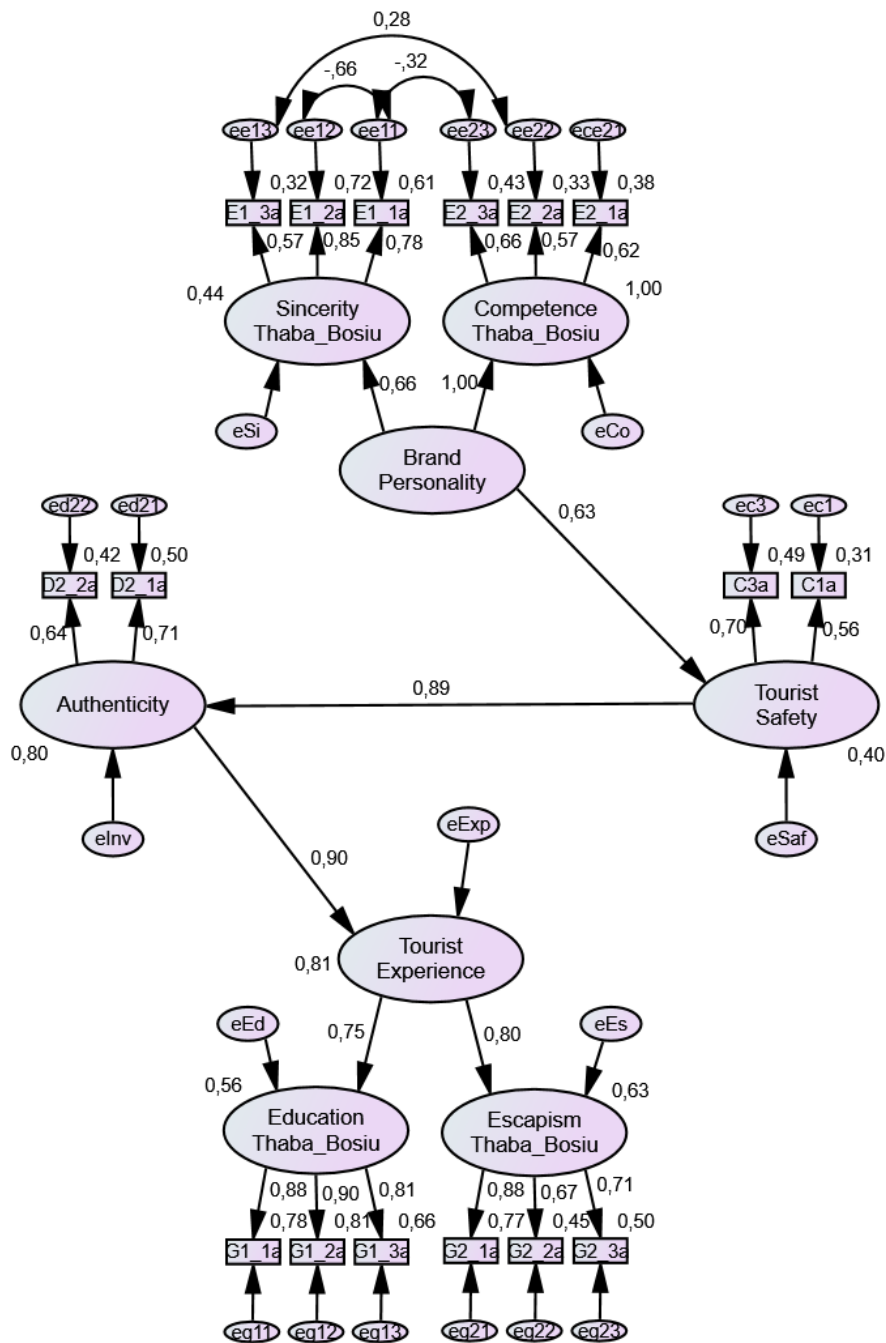 0,28
-,66
-,32
ee13
ee12
ee11
ee23
ee22
ece21
0,32
0,72
0,61
0,43
0,33
0,38
E1_3a
E1_2a
E1_1a
E2_3a
E2_2a
E2_1a
0,57
0,85
0,78
0,66
0,57
0,62
0,44
Sincerity
Thaba_Bosiu
Competence
Thaba_Bosiu
1,00
0,66
1,00
eSi
eCo
Brand
Personality
0,63
ed22
ed21
ec3
ec1
0,42
0,50
0,49
0,31
D2_2a
D2_1a
C3a
C1a
0,64
0,71
0,70
0,56
Authenticity
0,89
Tourist
Safety
0,80
0,40
eInv
eExp
eSaf
0,90
Tourist
Experience
0,81
eEd
0,75
0,80
eEs
0,56
0,63
Education
Thaba_Bosiu
Escapism
Thaba_Bosiu
0,88
0,90
0,81
0,88
0,67
0,71
0,78
0,81
0,66
0,77
0,45
0,50
G1_1a
G1_2a
G1_3a
G2_1a
G2_2a
G2_3a
eg11
eg12
eg13
eg21
eg22
eg23